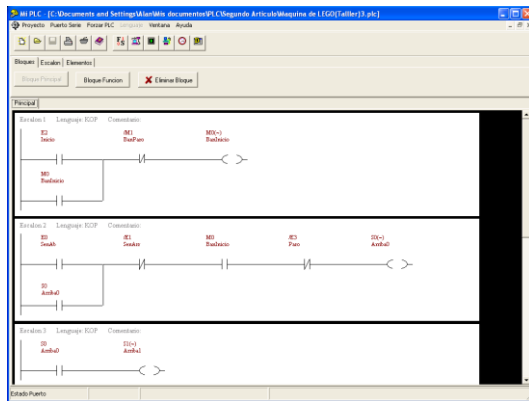 Mi PLC - [C:\Documents and Settings\Alan\Mis documentos\PLC\Segundo Articulo\Maquina de LEGO(Taller)3.plc]
Proyecto Puerto Serie Forzar PLC Lenguaje Ventana Ayuda
Bloques Escalon Elementos
Bloque Principal Bloque Funcion Eliminar Bloque
Principal
Escalon:1 Lenguaje: KOP Comentario:
E2 /M1 M0(~)
Inicio BanParo BanInicio
M0
BanInicio
Escalon:2 Lenguaje: KOP Comentario:
E0 /E1 M0 /E3 S0(~)
SenAb SenArr BanInicio Paro Arriba0
S0
Arriba0
Escalon:3 Lenguaje: KOP Comentario:
S0 S1(~)
Arriba0 Arriba1
Estado Puerto